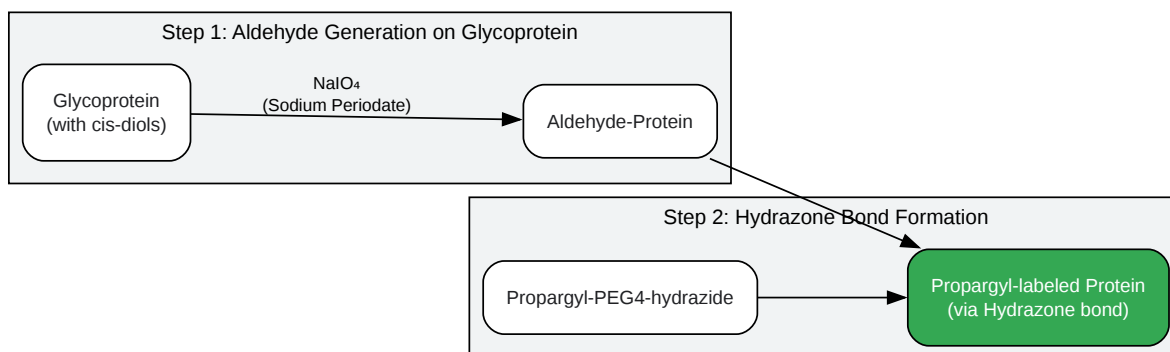 Step 1: Aldehyde Generation on Glycoprotein
Glycoprotein
(with cis-diols)
NaIO₄
(Sodium Periodate)
Aldehyde-Protein
Step 2: Hydrazone Bond Formation
Propargyl-PEG4-hydrazide
Propargyl-labeled Protein
(via Hydrazone bond)